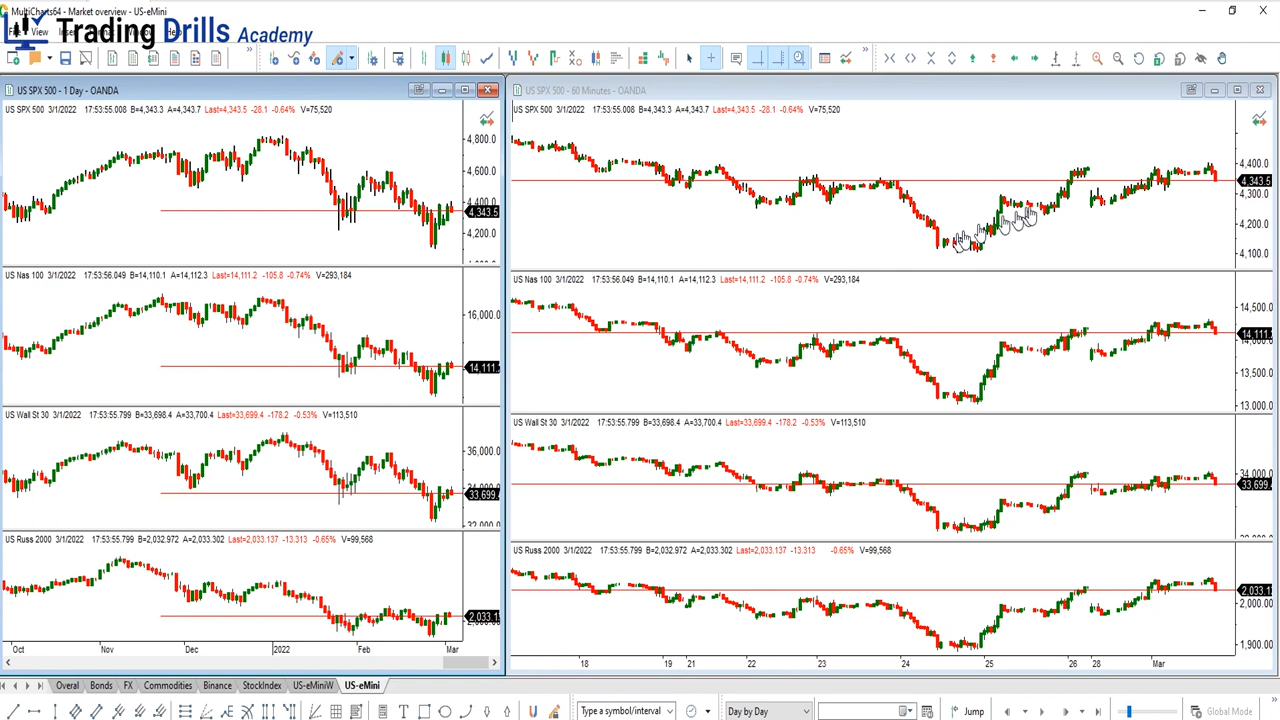 MultiCharts64 - Market overview - US-eMini
View
Trading Drills Academy
US SPX 500 - 1 Day - OANDA
US SPX 500 3/1/2022 17:53:55.008 B=4,343.3 A=4,343.7 Last=4,343.5 -28.1 -0.64% V=75,520
4,800.0
4,600.0
4,400.0
4,343.5
4,200.0
US Nas 100 3/1/2022 17:53:56.049 B=14,110.1 A=14,112.3 Last=14,111.2 -105.8 -0.74% V=293,184
16,000.0
14,111.
US Wall St 30 3/1/2022 17:53:55.799 B=33,698.4 A=33,700.4 Last=33,699.4 -178.2 -0.53% V=113,510
36,000.0
33,699.
US Russ 2000 3/1/2022 17:53:55.799 B=2,032.972 A=2,033.302 Last=2,033.137 -13.313 -0.65% V=99,568
2,033.1
Oct Nov Dec 2022 Feb Mar
US SPX 500 - 60 Minutes - OANDA
US SPX 500 3/1/2022 17:53:55.008 B=4,343.3 A=4,343.7 Last=4,343.5 -28.1 -0.64% V=75,520
4,400.0
4,343.5
4,300.0
4,200.0
4,100.0
US Nas 100 3/1/2022 17:53:56.049 B=14,110.1 A=14,112.3 Last=14,111.2 -105.8 -0.74% V=293,184
14,500.0
14,111.
14,000.0
13,500.0
13,000.0
US Wall St 30 3/1/2022 17:53:55.799 B=33,698.4 A=33,700.4 Last=33,699.4 -178.2 -0.53% V=113,510
34,000.0
33,699.
US Russ 2000 3/1/2022 17:53:55.799 B=2,032.972 A=2,033.302 Last=2,033.137 -13.313 -0.65% V=99,568
2,033.1
2,000.00
1,900.00
18 19 21 22 23 24 25 26 28 Mar
Overal Bonds FX Commodities Binance StockIndex US-eMiniW US-eMini
Type a symbol/interval Day by Day Jump Global Mode